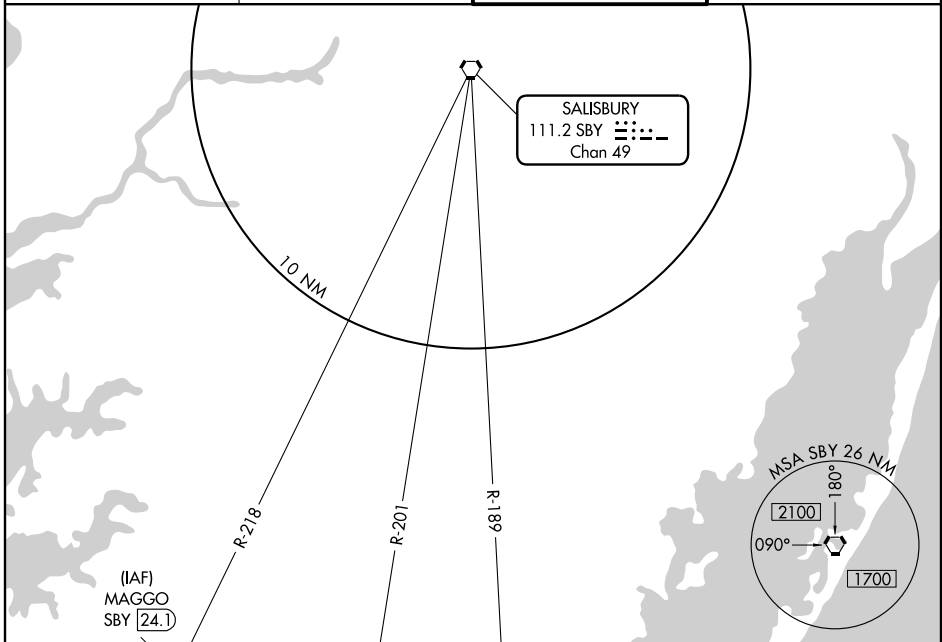 SALISBURY
111.2 SBY
Chan 49
10 NM
R-218
R-201
R-189
MSA SBY 26 NM
180°
2100
090°
1700
(IAF)
MAGGO
SBY 24.1